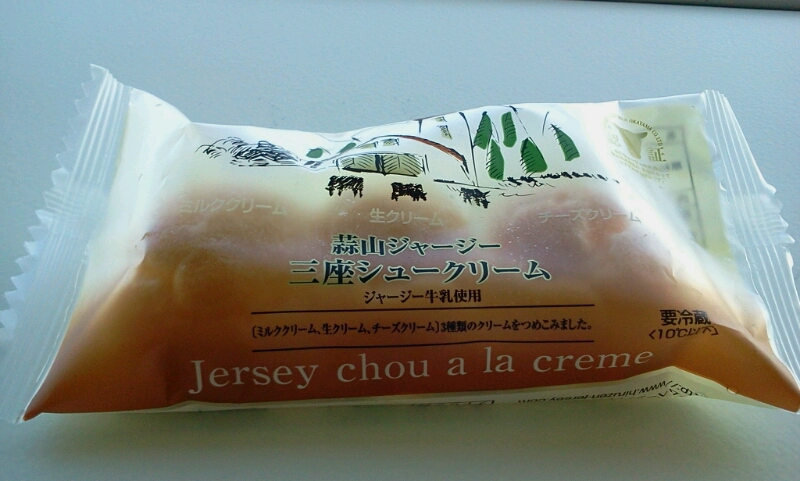 証
ミルククリーム 生クリーム チーズクリーム
蒜山ジャージー
三座シュークリーム
ジャージー牛乳使用
[ミルククリーム、生クリーム、チーズクリーム]3種類のクリームをつめこみました。
要冷蔵
Jersey chou a la creme